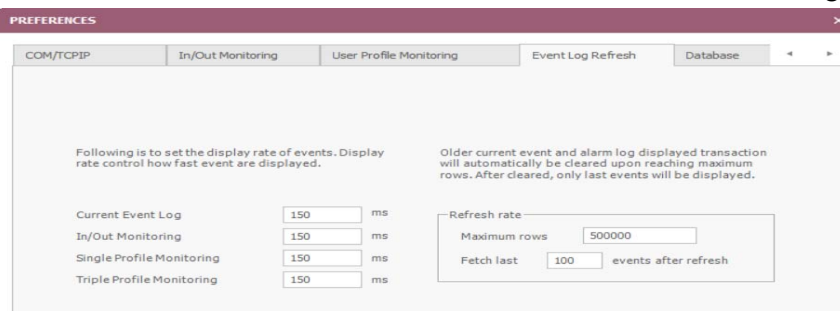 PREFERENCES ×
COM/TCPIP In/Out Monitoring User Profile Monitoring Event Log Refresh Database
Following is to set the display rate of events. Display
rate control how fast event are displayed.
Older current event and alarm log displayed transaction
will automatically be cleared upon reaching maximum
rows. After cleared, only last events will be displayed.
Current Event Log 150 ms
In/Out Monitoring 150 ms
Single Profile Monitoring 150 ms
Triple Profile Monitoring 150 ms
Refresh rate
Maximum rows 500000
Fetch last 100 events after refresh